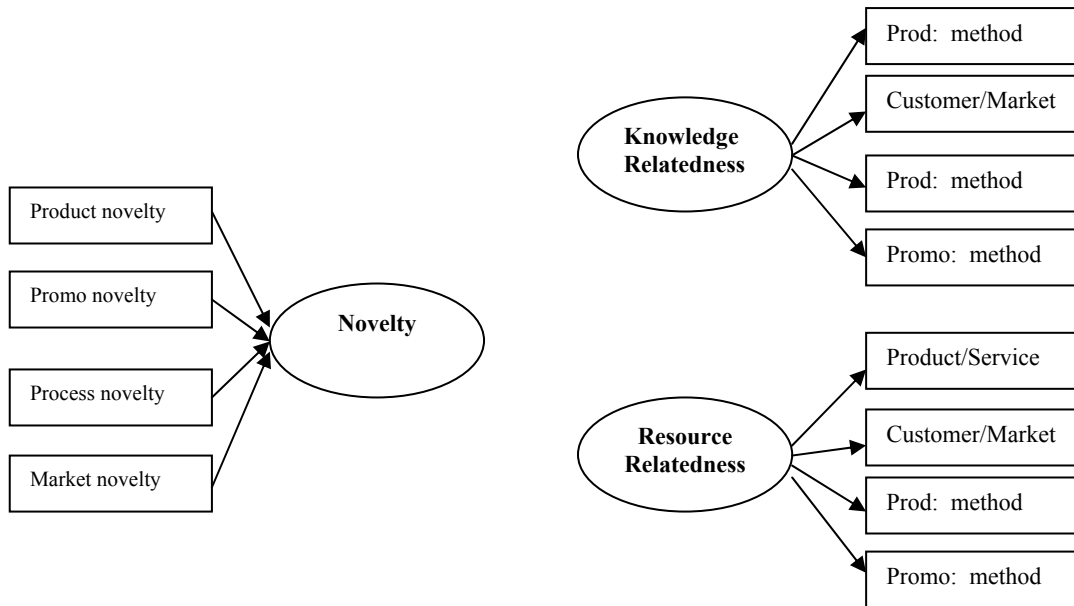 Product novelty
Promo novelty
Process novelty
Market novelty
Novelty
Knowledge
Relatedness
Prod:  method
Customer/Market
Prod:  method
Promo:  method
Resource
Relatedness
Product/Service
Customer/Market
Prod:  method
Promo:  method